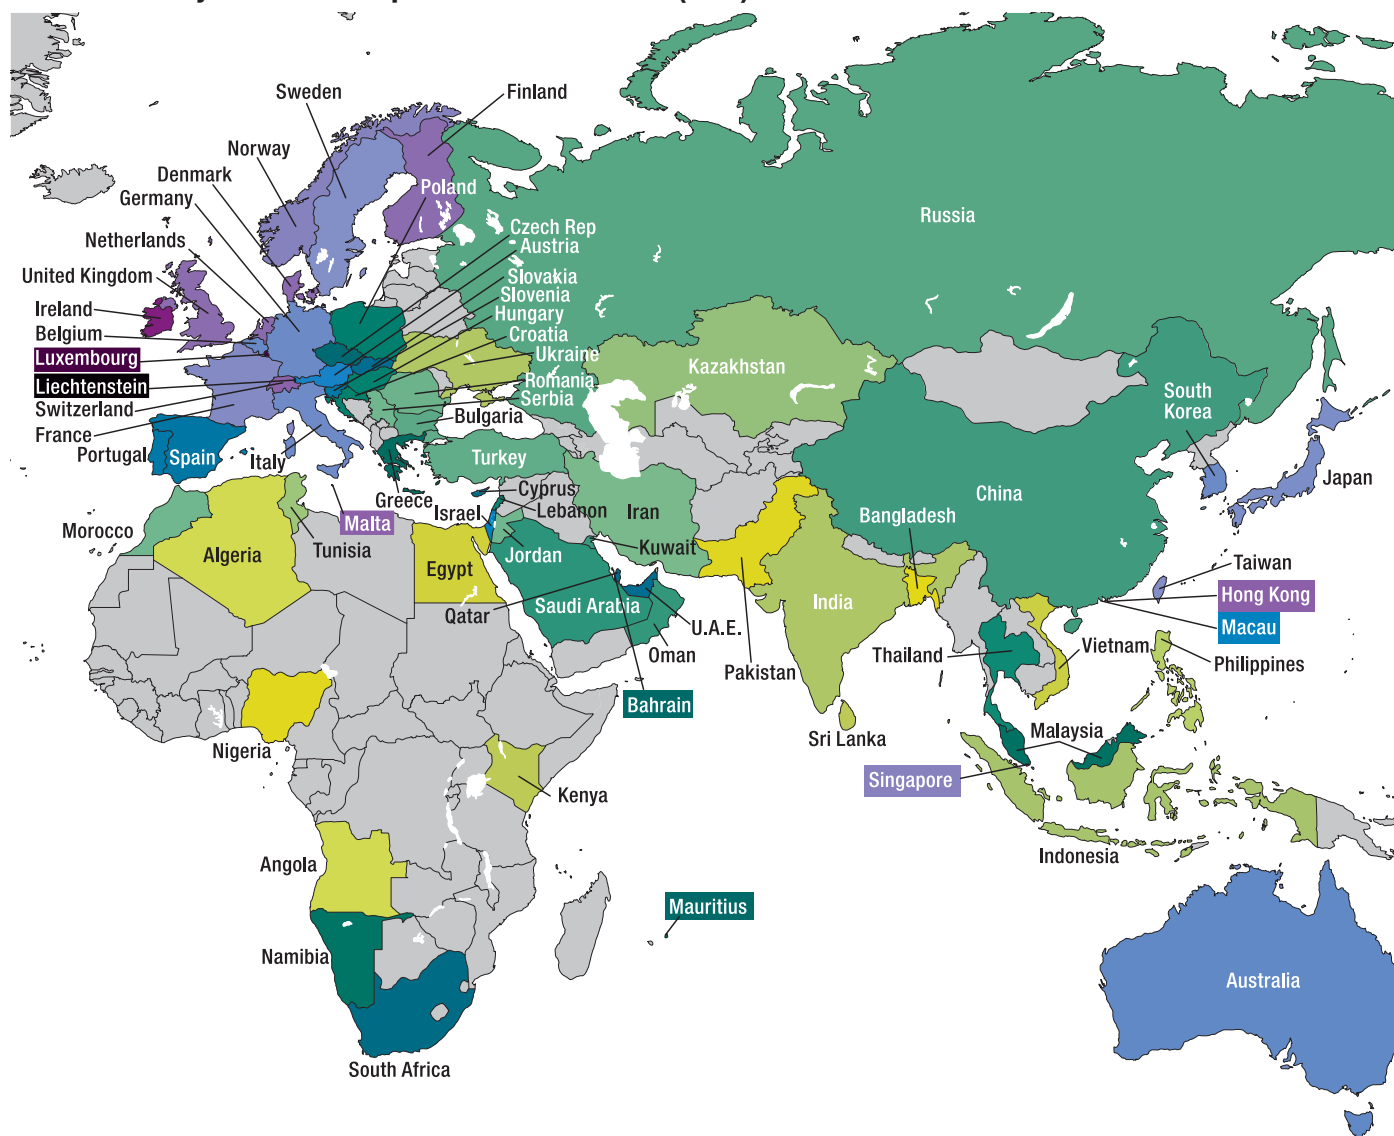 Sweden
Finland
Norway
Denmark
Poland
Germany
Russia
Czech Rep
Netherlands
Austria
United Kingdom
Slovakia
Slovenia
Ireland
Hungary
Belgium
Croatia
Luxembourg
Ukraine
Kazakhstan
Liechtenstein
Romania
South
Korea
Switzerland
Serbia
Bulgaria
France
Portugal
Spain
Italy
Turkey
Japan
Greece
Cyprus
China
Lebanon
Israel
Iran
Bangladesh
Malta
Morocco
Tunisia
Algeria
Jordan
Kuwait
Taiwan
Egypt
Hong Kong
India
Saudi Arabia
Qatar
U.A.E.
Macau
Oman
Thailand
Vietnam
Philippines
Pakistan
Bahrain
Sri Lanka
Malaysia
Nigeria
Singapore
Kenya
Indonesia
Angola
Mauritius
Namibia
Australia
South Africa